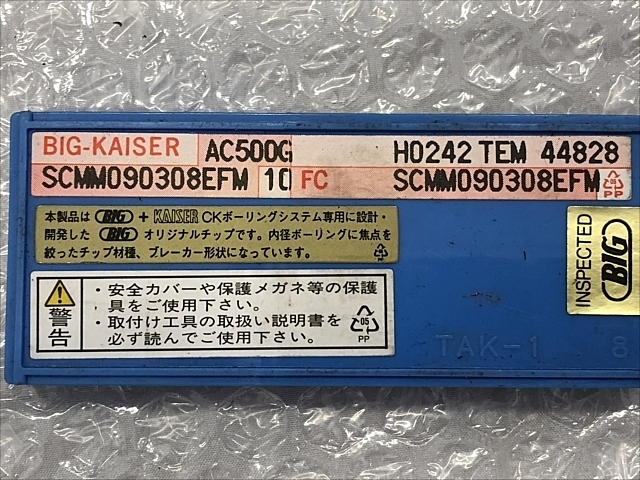 BIG-KAISER AC500G H0242 TEM 44828
SCMM090308EFM 10 FC SCMM090308EFM
PP
本製品は BIG + KAISER CKボーリングシステム専用に設計・
開発した BIG オリジナルチップです。内径ボーリングに焦点を
絞ったチップ材種、ブレーカー形状になっています。
INSPECTED
BIG
警告
・安全カバーや保護メガネ等の保護
具をご使用下さい。
・取付け工具の取扱い説明書を
必ず読んでご使用下さい。
05
PP
TAK-1 8